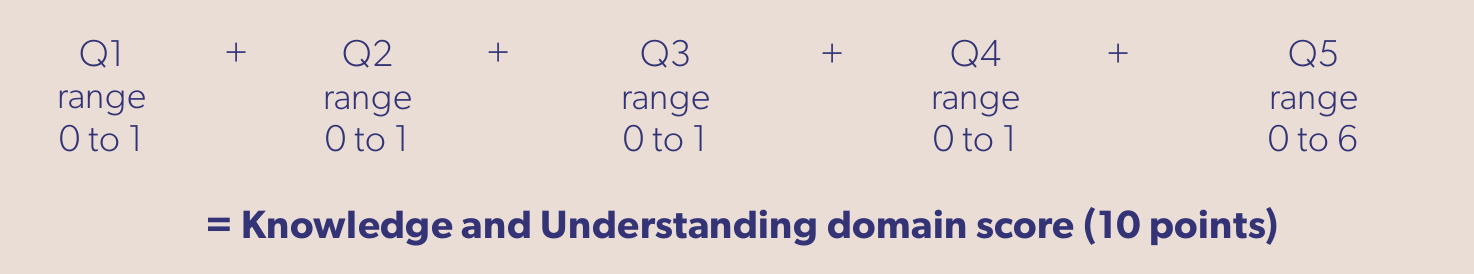 Q1 + Q2 + Q3 + Q4 + Q5
range range range range range
0 to 1 0 to 1 0 to 1 0 to 1 0 to 6
= Knowledge and Understanding domain score (10 points)